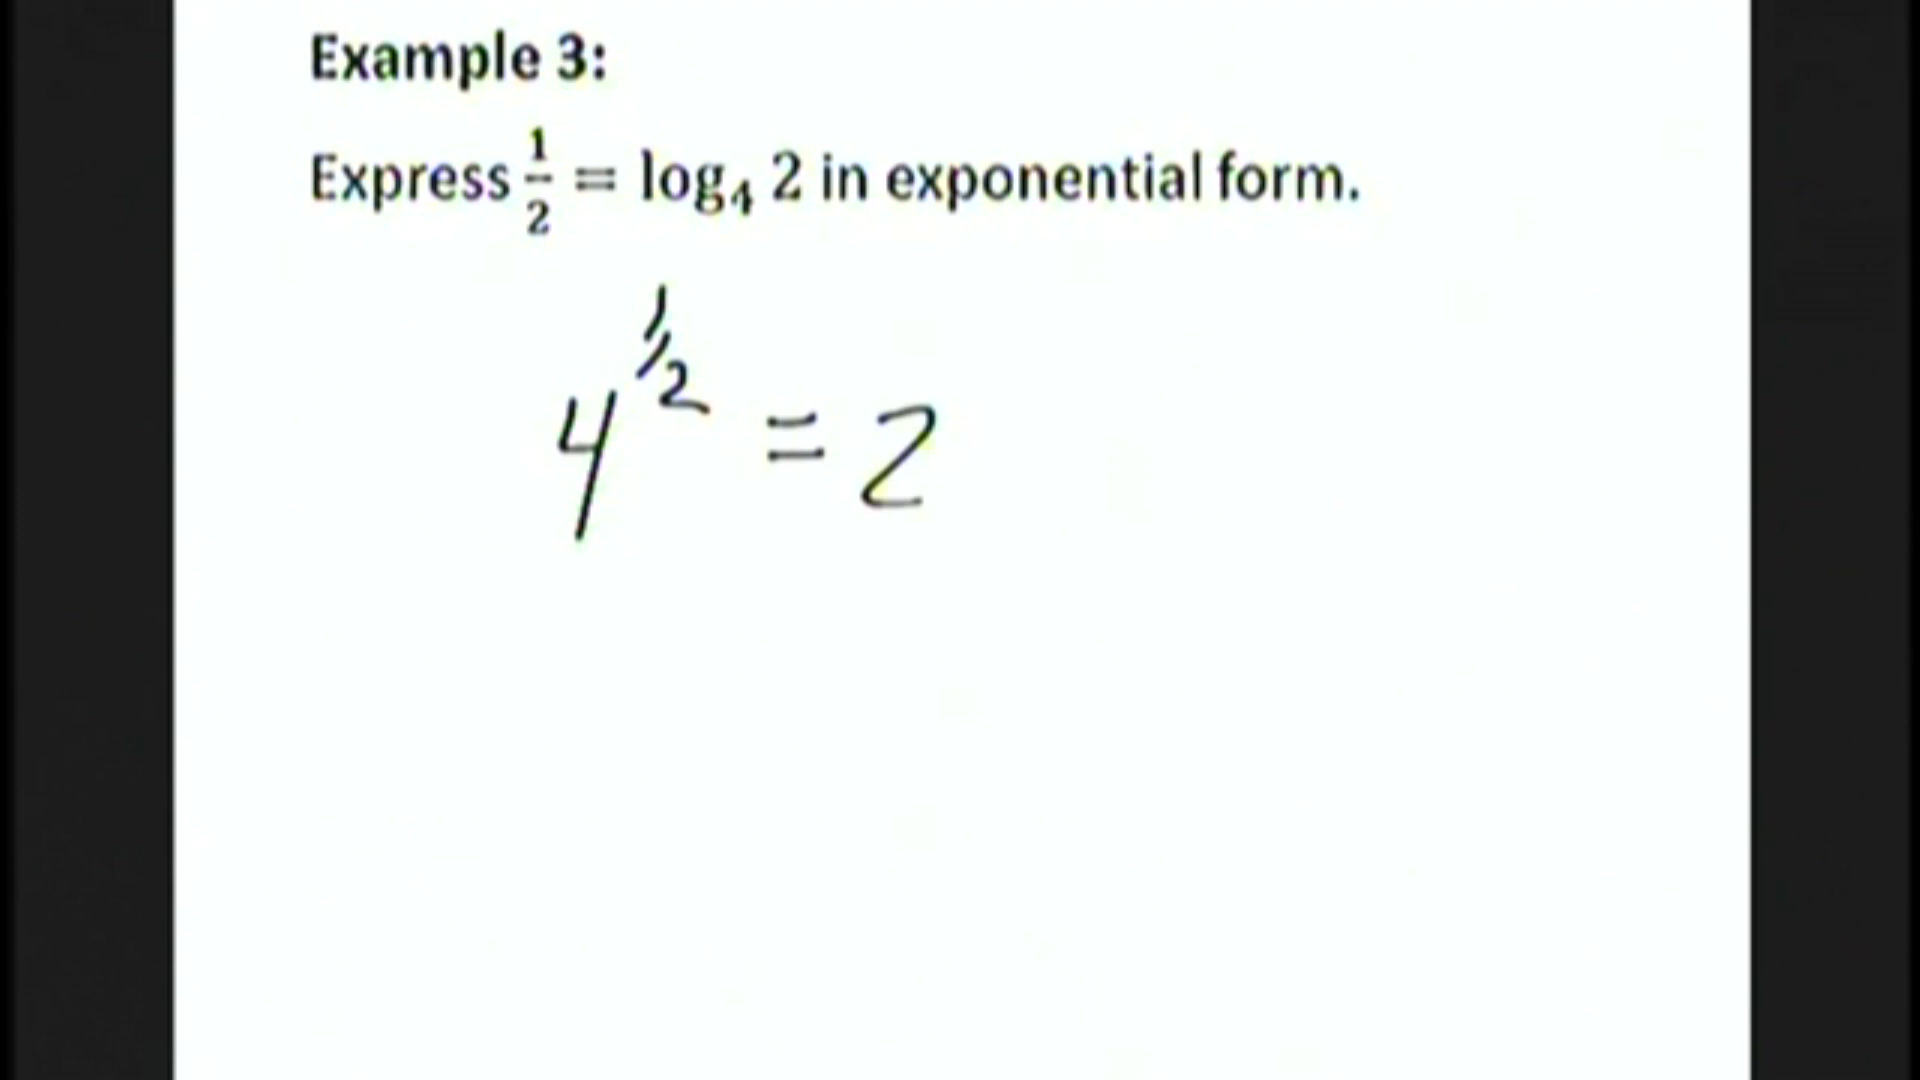 Example 3:
Express 1/2 = log₄ 2 in exponential form.
4^(1/2) = 2